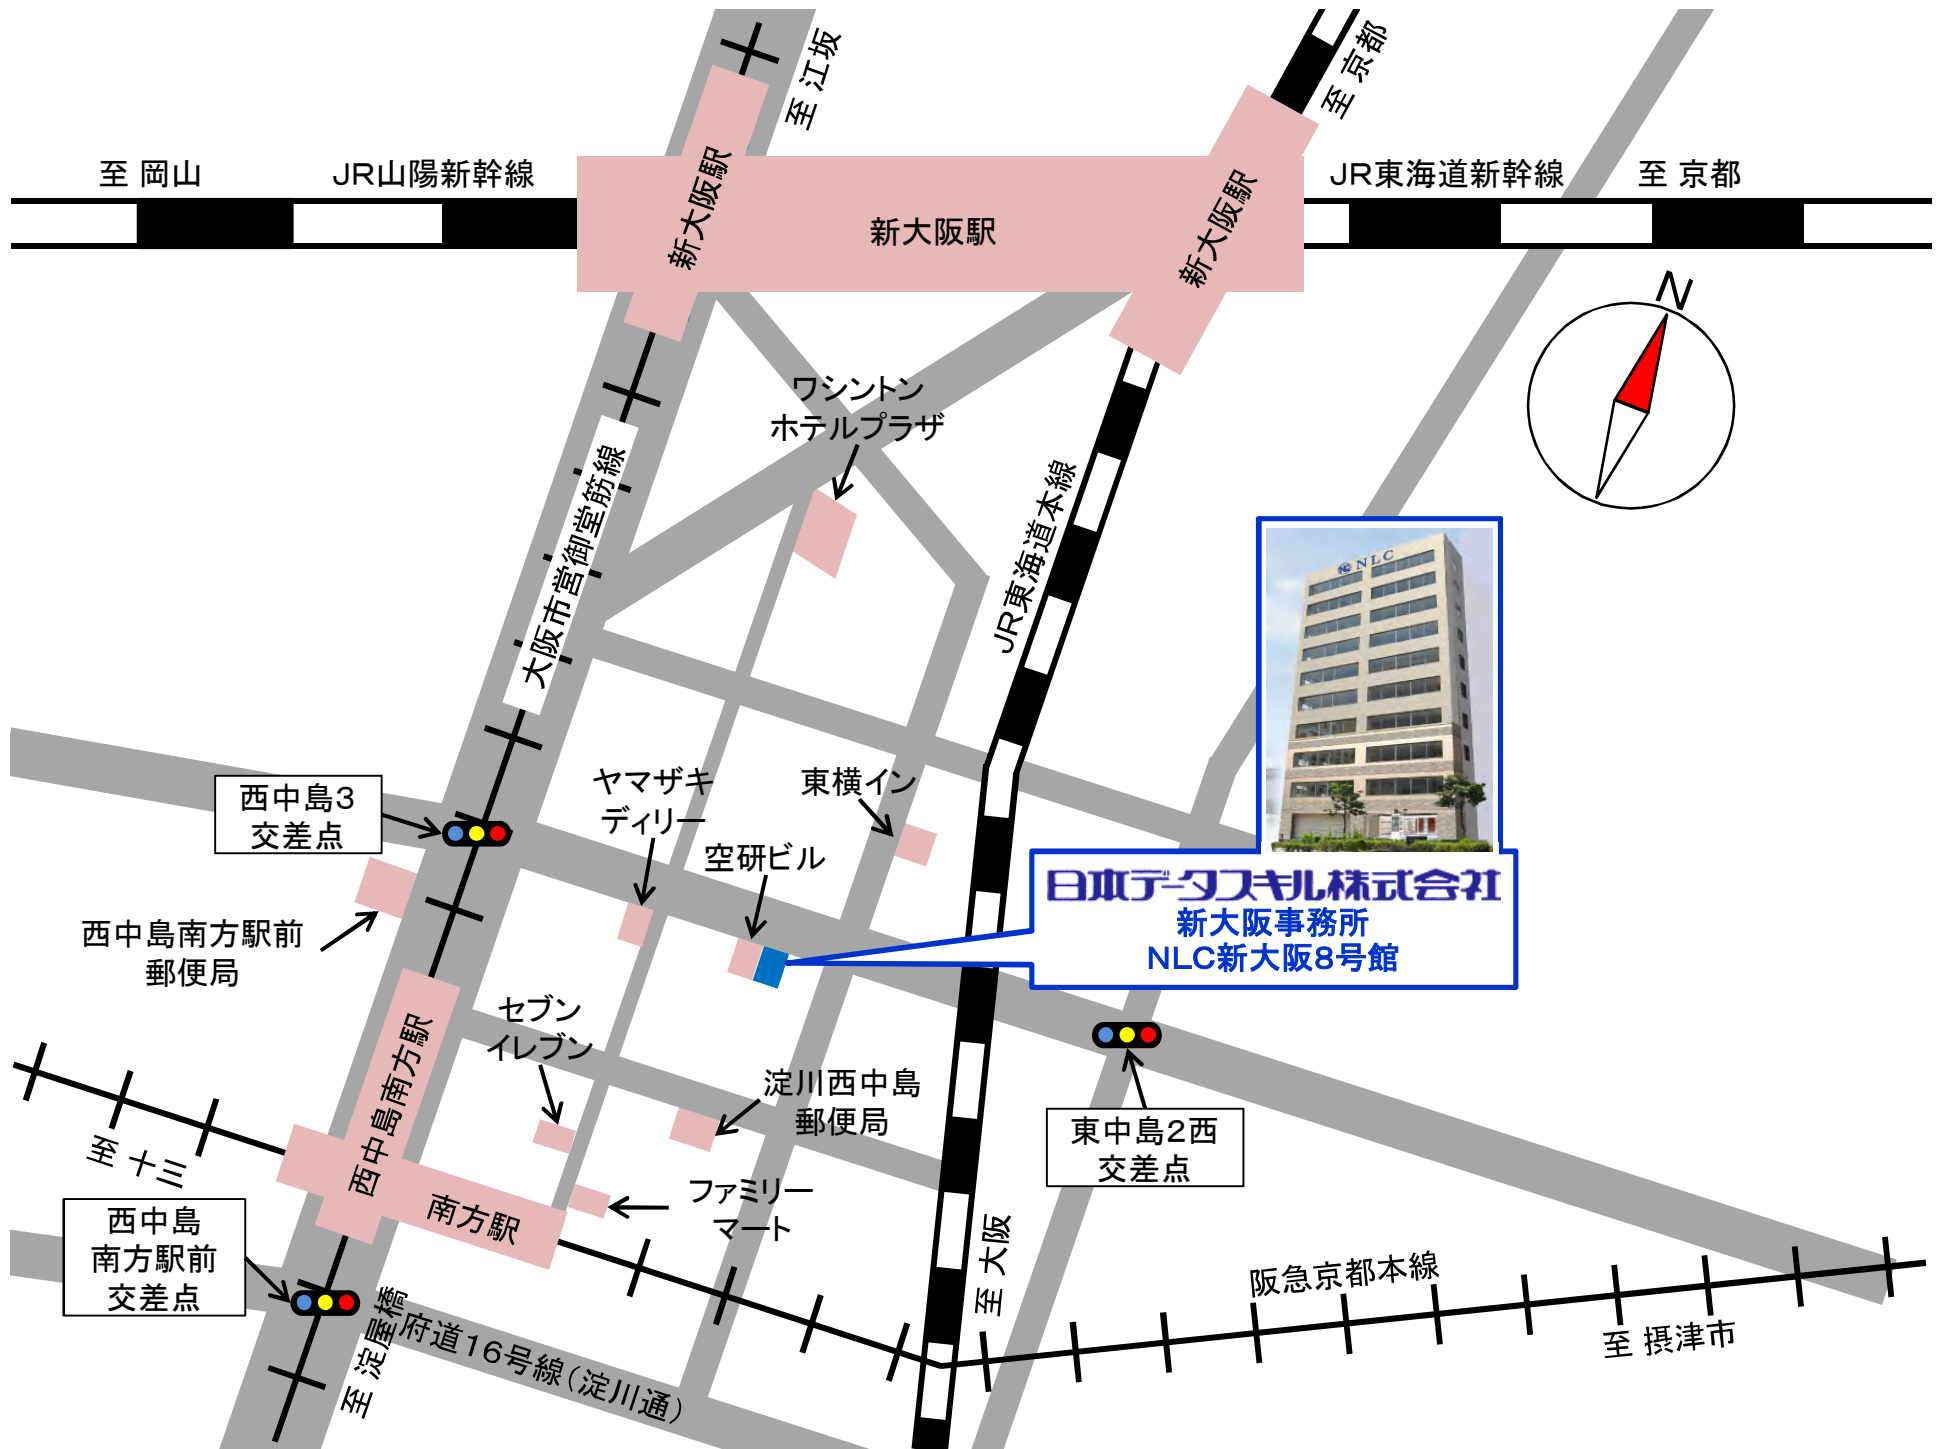 至 江坂
至 京都
至 岡山
JR山陽新幹線
新大阪駅
新大阪駅
新大阪駅
JR東海道新幹線
至 京都
N
ワシントン
ホテルプラザ
大阪市営御堂筋線
JR東海道本線
NLC
西中島3
交差点
ヤマザキ
ディリー
東横イン
空研ビル
日本データスキル株式会社
新大阪事務所
NLC新大阪8号館
西中島南方駅前
郵便局
セブン
イレブン
西中島南方駅
淀川西中島
郵便局
東中島2西
交差点
至 十三
南方駅
ファミリー
マート
西中島
南方駅前
交差点
至 大阪
阪急京都本線
至 摂津市
至 淀屋橋
府道16号線(淀川通)